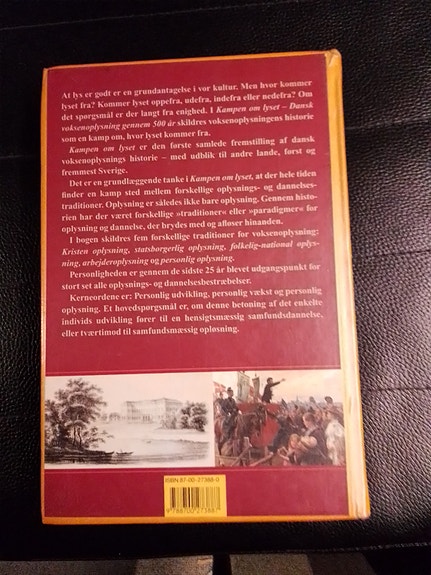 At lys er godt er en grundantagelse i vor kultur. Men hvor kommer
lyset fra? Kommer lyset oppefra, udefra, indefra eller nedefra? Om
det spørgsmål er der langt fra enighed. I Kampen om lyset – Dansk
voksenoplysning gennem 500 år skildres voksenoplysningens historie
som en kamp om, hvor lyset kommer fra.
Kampen om lyset er den første samlede fremstilling af dansk
voksenoplysnings historie – med udblik til andre lande, først og
fremmest Sverige.
Det er en grundlæggende tanke i Kampen om lyset, at der hele tiden
finder en kamp sted mellem forskellige oplysnings- og dannelses-
traditioner. Oplysning er således ikke bare oplysning. Gennem histo-
rien har der været forskellige »traditioner« eller »paradigmer« for
oplysning og dannelse, der brydes med og afløser hinanden.
I bogen skildres fem forskellige traditioner for voksenoplysning:
Kristen oplysning, statsborgerlig oplysning, folkelig-national oplys-
ning, arbejderoplysning og personlig oplysning.
Personligheden er gennem de sidste 25 år blevet udgangspunkt for
stort set alle oplysnings- og dannelsesbestræbelser.
Kerneordene er: Personlig udvikling, personlig vækst og personlig
oplysning. Et hovedspørgsmål er, om denne betoning af det enkelte
individs udvikling fører til en hensigtsmæssig samfundsdannelse,
eller tværtimod til samfundsmæssig opløsning.
ISBN 87-00-27388-0
9 788700 273887